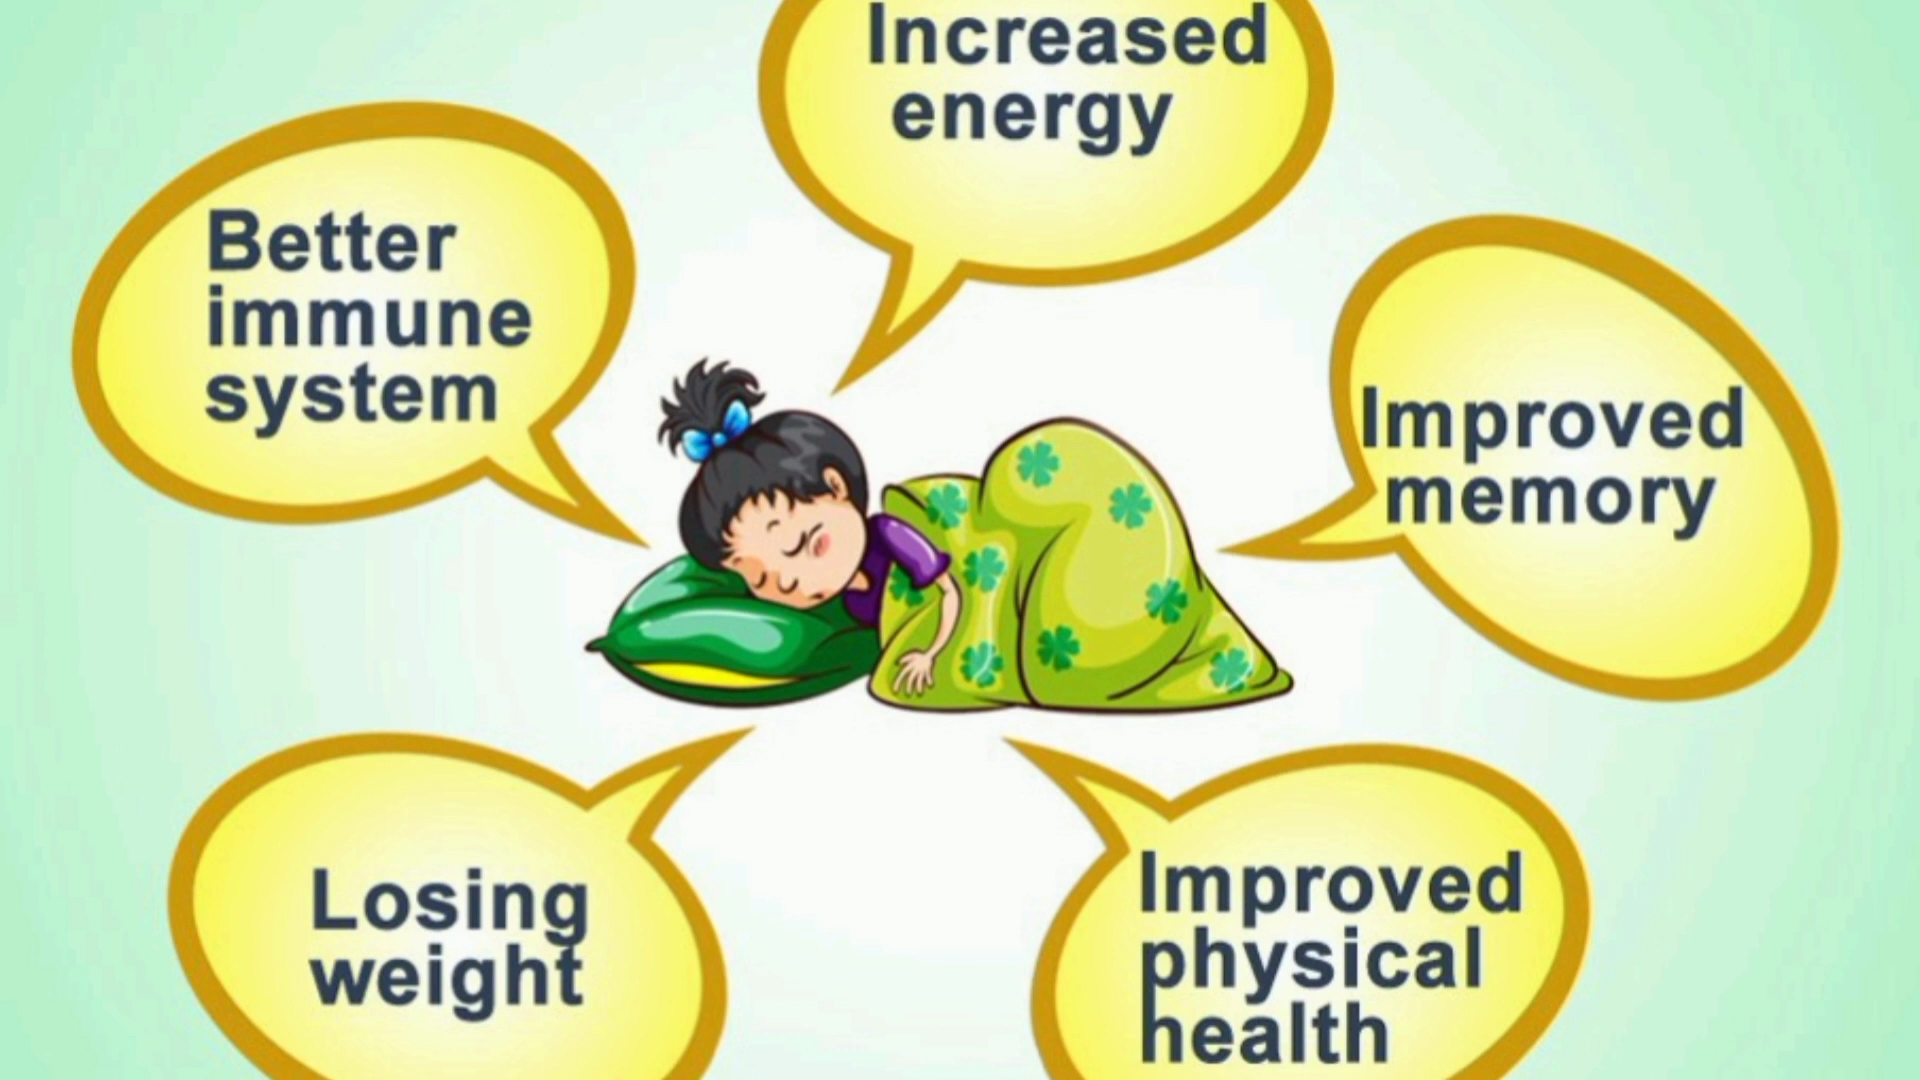 Increased
energy
Better
immune
system
Improved
memory
Losing
weight
Improved
physical
health